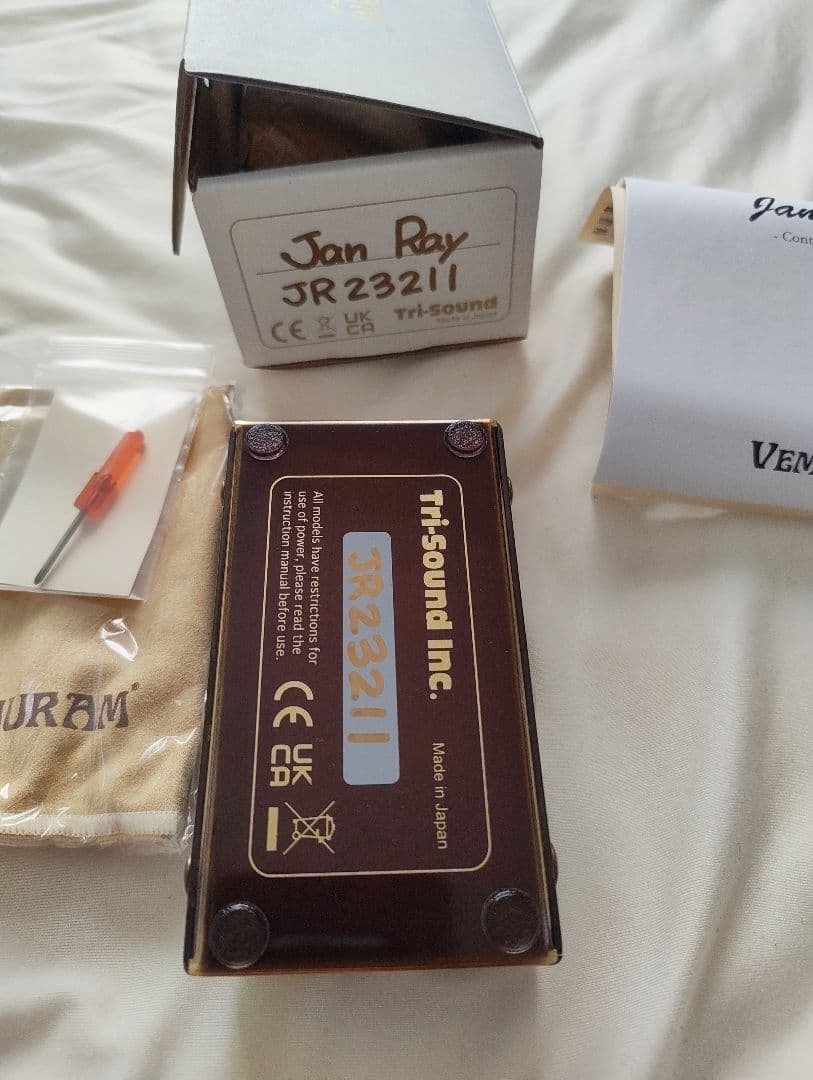 Jan Ray
JR23211
CE UK
CA
Tri-Sound
Made in Japan
Jan
- Cont
VEM
URAM®
Tri-Sound Inc.
Made in Japan
JR23211
All models have restrictions for
use of power, please read the
instruction manual before use.
CE UK
CA